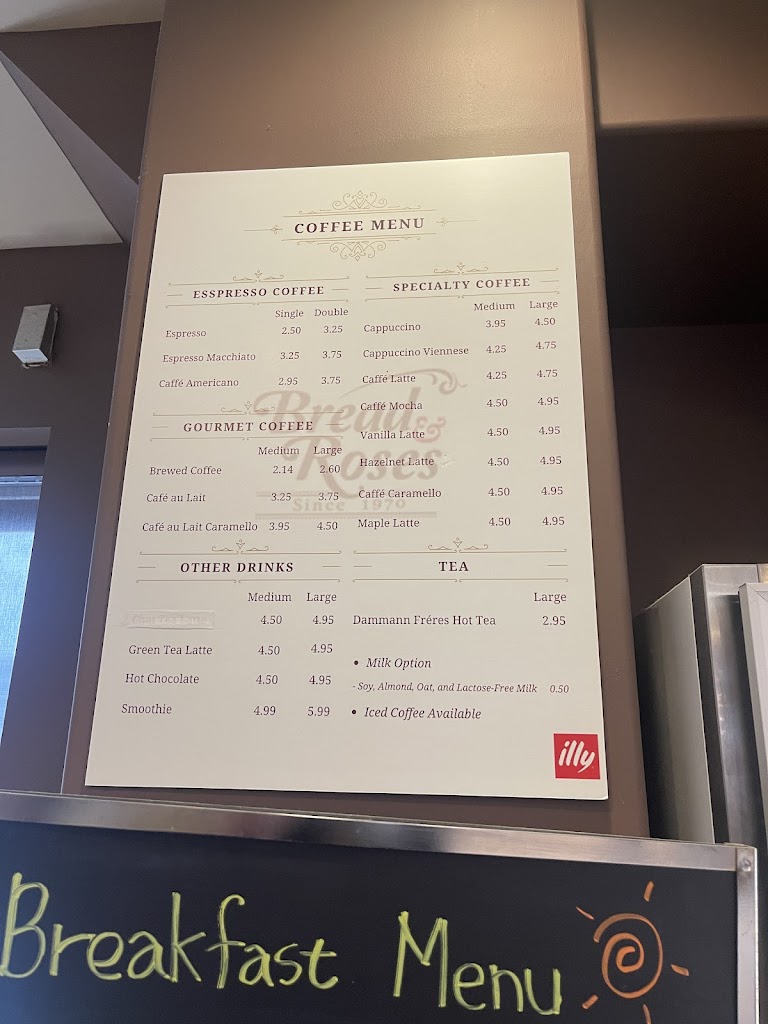 COFFEE MENU
ESSPRESSO COFFEE
Single Double
Espresso 2.50 3.25
Espresso Macchiato 3.25 3.75
Caffé Americano 2.95 3.75
GOURMET COFFEE
Medium Large
Brewed Coffee 2.14 2.60
Café au Lait 3.25 3.75
Café au Lait Caramello 3.95 4.50
OTHER DRINKS
Medium Large
4.50 4.95
Green Tea Latte 4.50 4.95
Hot Chocolate 4.50 4.95
Smoothie 4.99 5.99
SPECIALTY COFFEE
Medium Large
Cappuccino 3.95 4.50
Cappuccino Viennese 4.25 4.75
Caffé Latte 4.25 4.75
Caffé Mocha 4.50 4.95
Vanilla Latte 4.50 4.95
Hazelnet Latte 4.50 4.95
Caffé Caramello 4.50 4.95
Maple Latte 4.50 4.95
TEA
Large
Dammann Fréres Hot Tea 2.95
• Milk Option
- Soy, Almond, Oat, and Lactose-Free Milk 0.50
• Iced Coffee Available
Bread &
Roses
Since 1970
illy
Breakfast Menu